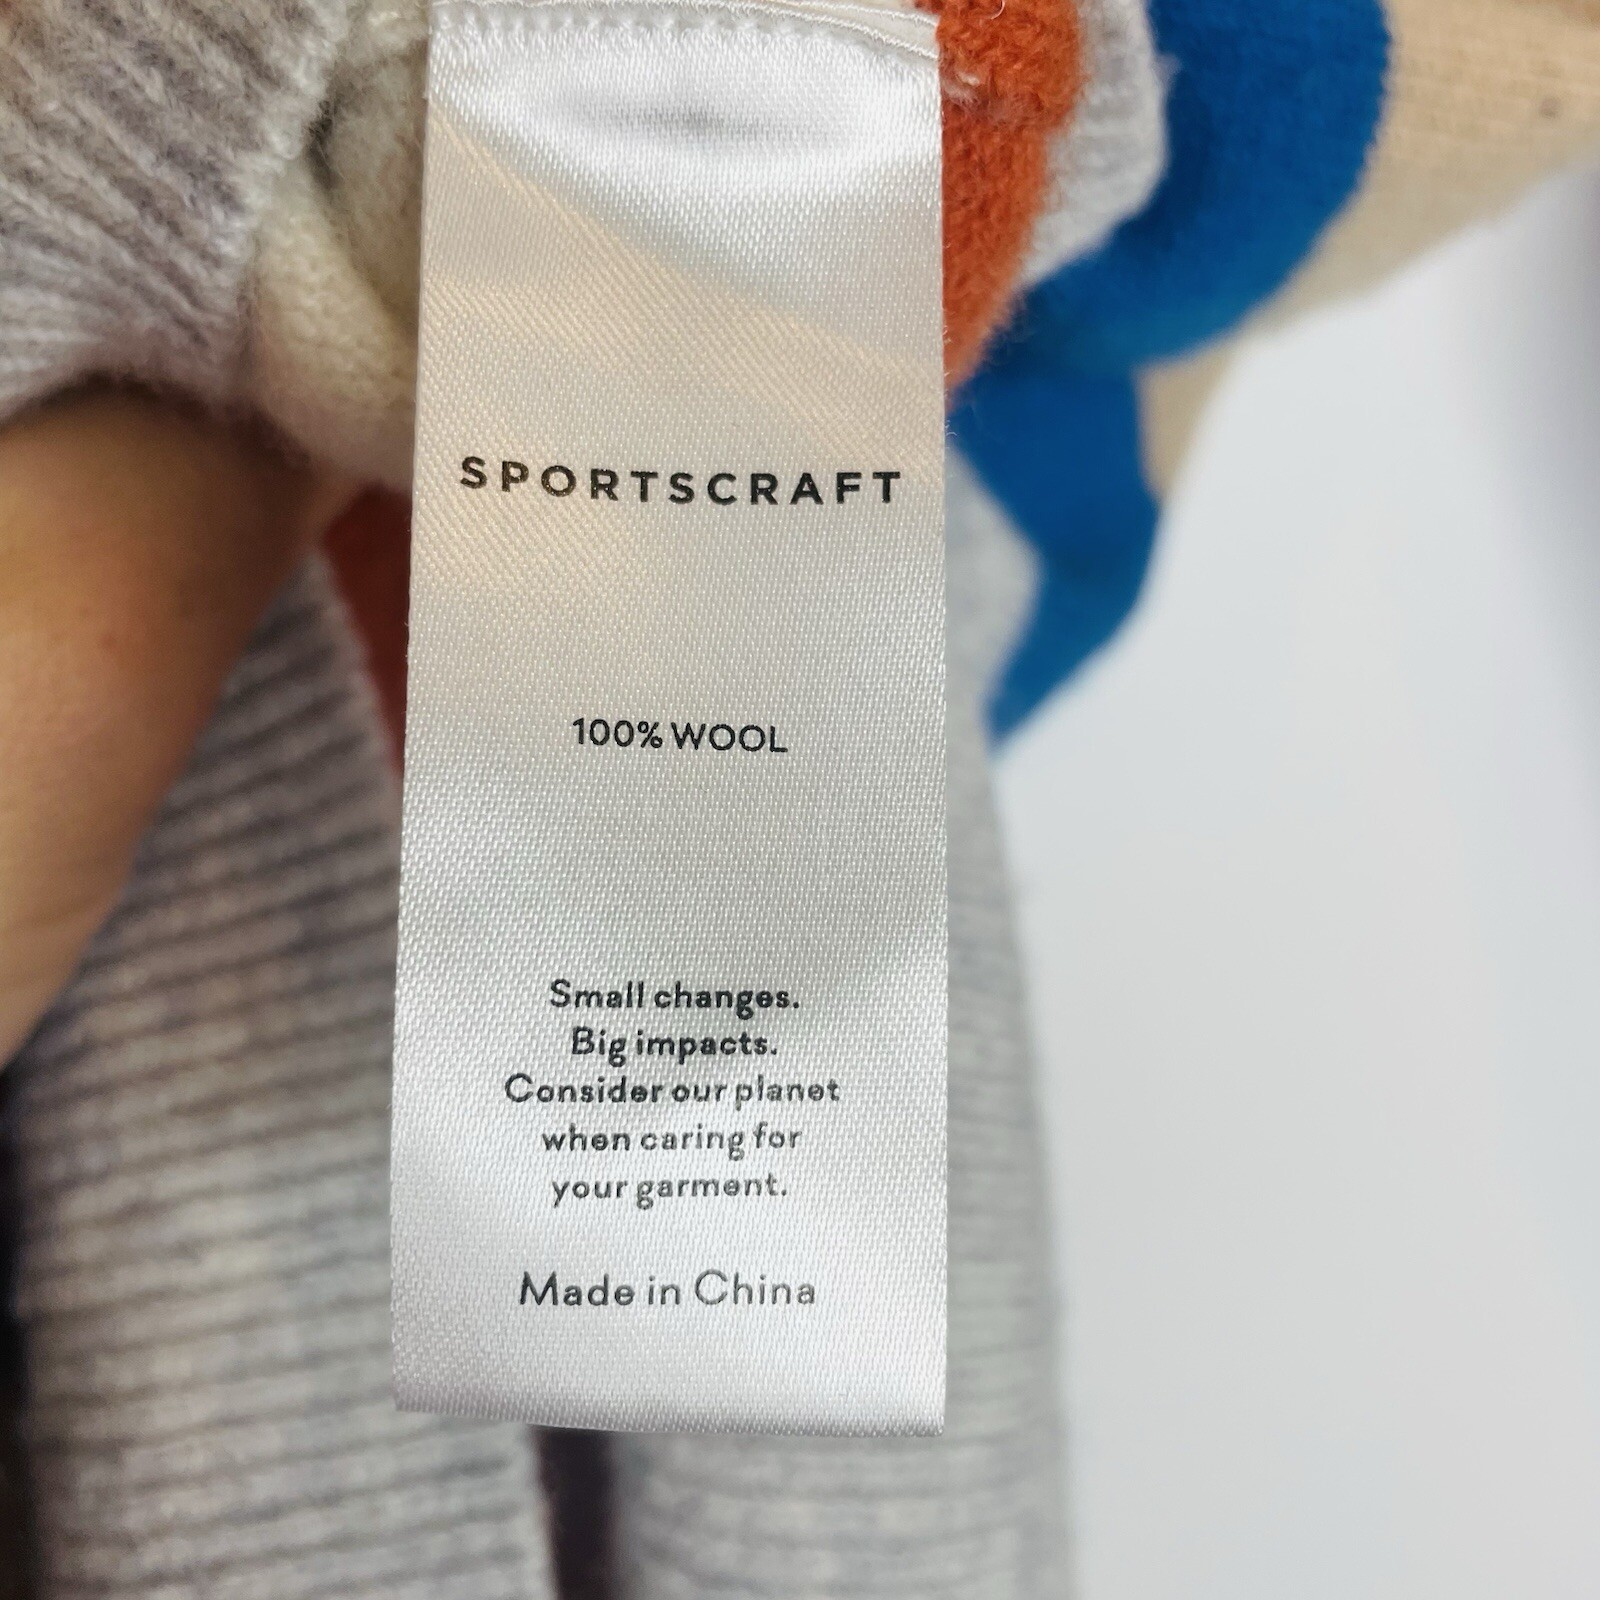 SPORTSCRAFT
100% WOOL
Small changes.
Big impacts.
Consider our planet
when caring for
your garment.
Made in China